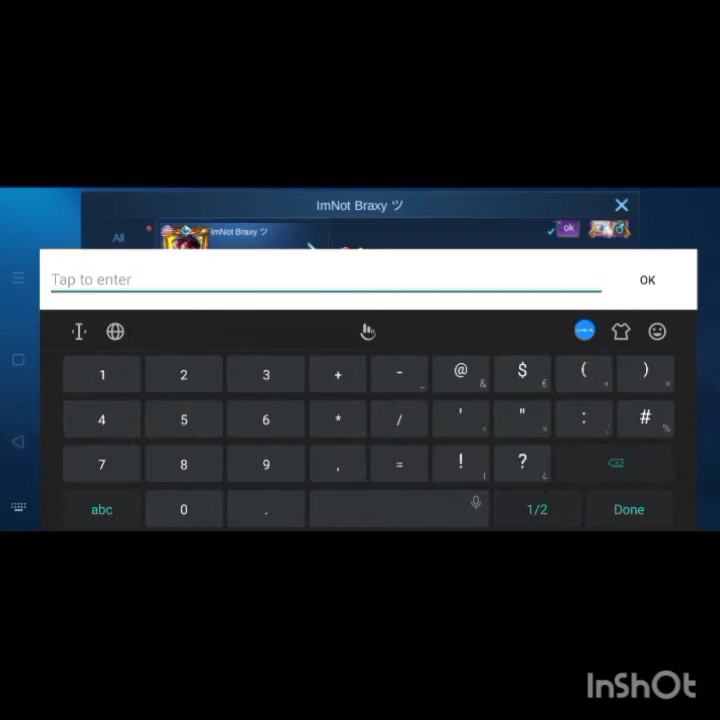 ImNot Braxy ツ
All
ImNot Braxy ツ
ok
Tap to enter
OK
1 2 3 + - _ @ & $ € ( ) 
4 5 6 * / ' " : ; # %
7 8 9 , = ! ? ¿
abc 0 . 1/2 Done
InShOt